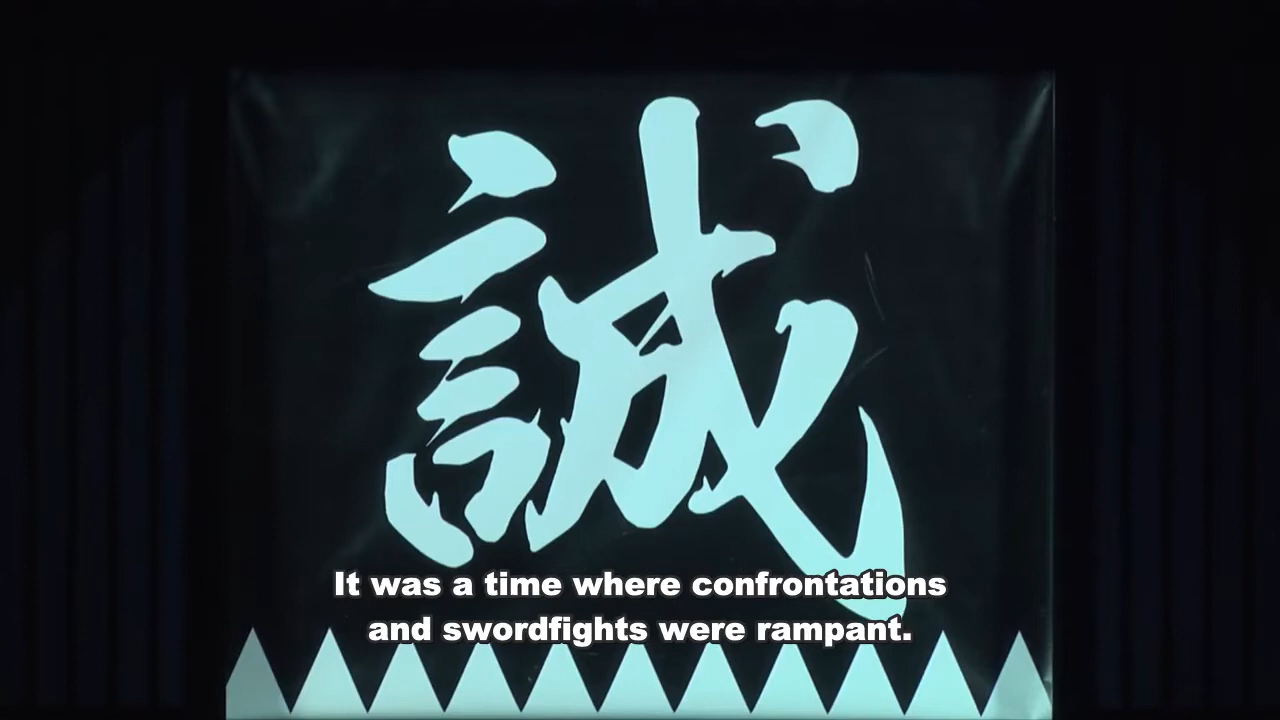 誠
It was a time where confrontations
and swordfights were rampant.